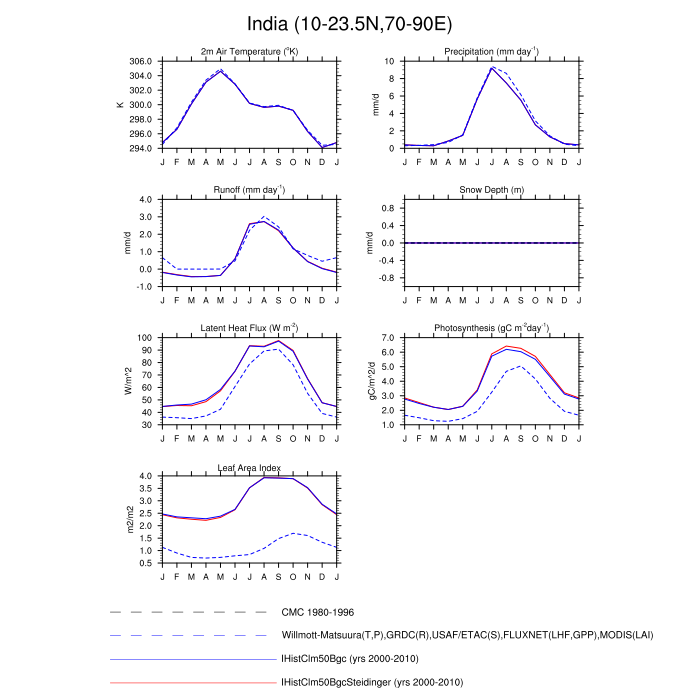 India (10-23.5N,70-90E)
2m Air Temperature (°K)
K
306.0
304.0
302.0
300.0
298.0
296.0
294.0
J F M A M J J A S O N D J
Precipitation (mm day⁻¹)
mm/d
10
8
6
4
2
0
J F M A M J J A S O N D J
Runoff (mm day⁻¹)
mm/d
4.0
3.0
2.0
1.0
0.0
-1.0
J F M A M J J A S O N D J
Snow Depth (m)
mm/d
0.8
0.4
0.0
-0.4
-0.8
J F M A M J J A S O N D J
Latent Heat Flux (W m⁻²)
W/m^2
100
90
80
70
60
50
40
30
J F M A M J J A S O N D J
Photosynthesis (gC m⁻²day⁻¹)
gC/m^2/d
7.0
6.0
5.0
4.0
3.0
2.0
1.0
J F M A M J J A S O N D J
Leaf Area Index
m2/m2
4.0
3.5
3.0
2.5
2.0
1.5
1.0
0.5
J F M A M J J A S O N D J
CMC 1980-1996
Willmott-Matsuura(T,P),GRDC(R),USAF/ETAC(S),FLUXNET(LHF,GPP),MODIS(LAI)
IHistClm50Bgc (yrs 2000-2010)
IHistClm50BgcSteidinger (yrs 2000-2010)